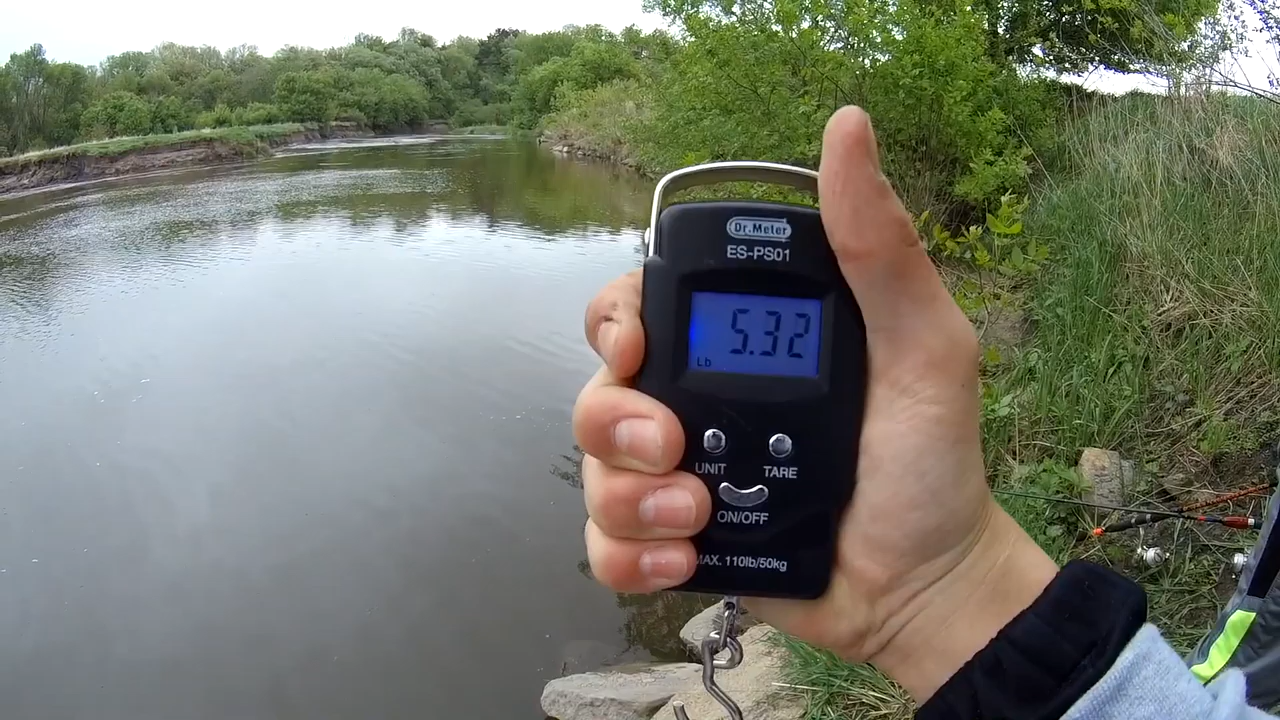 Dr.Meter
ES-PS01
5.32
Lb
UNIT TARE
ON/OFF
MAX. 110lb/50kg